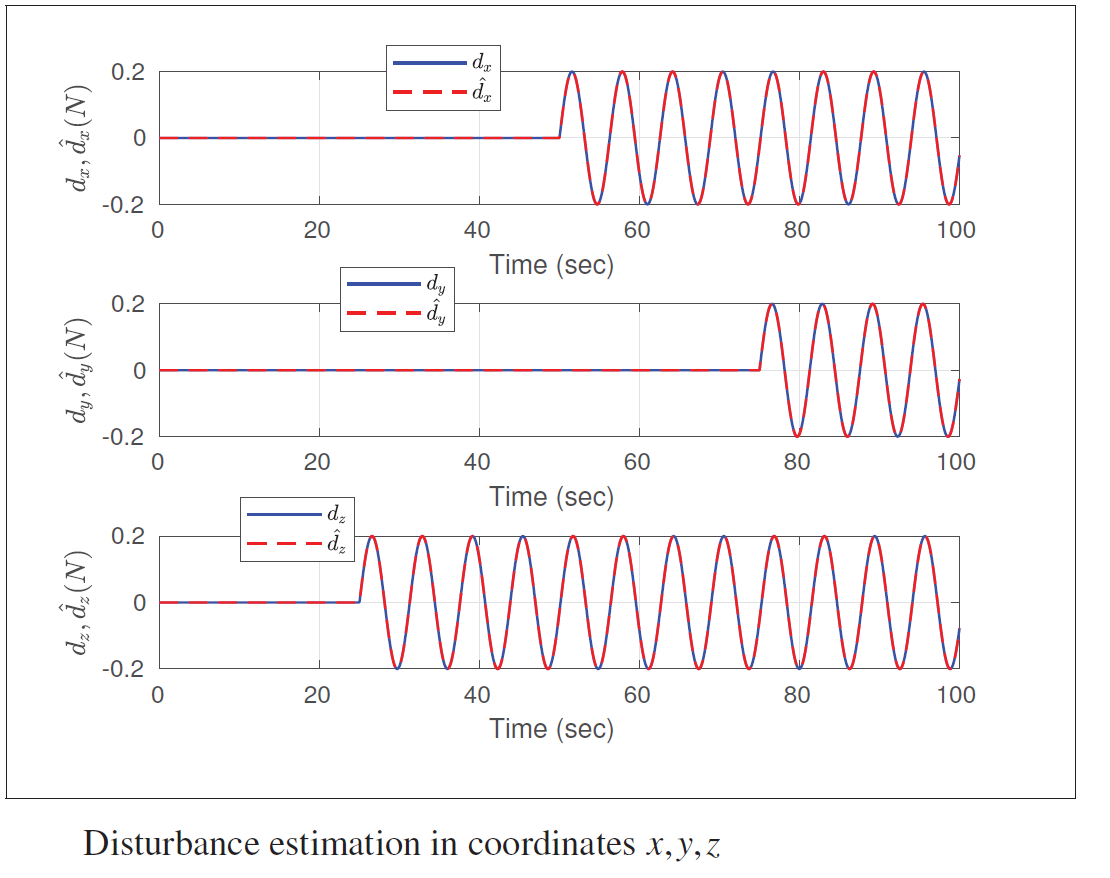 d_x
d̂_x
d_x, d̂_x(N)
0.2
0
-0.2
0 20 40 60 80 100
Time (sec)
d_y
d̂_y
d_y, d̂_y(N)
0.2
0
-0.2
0 20 40 60 80 100
Time (sec)
d_z
d̂_z
d_z, d̂_z(N)
0.2
0
-0.2
0 20 40 60 80 100
Time (sec)
Disturbance estimation in coordinates x, y, z